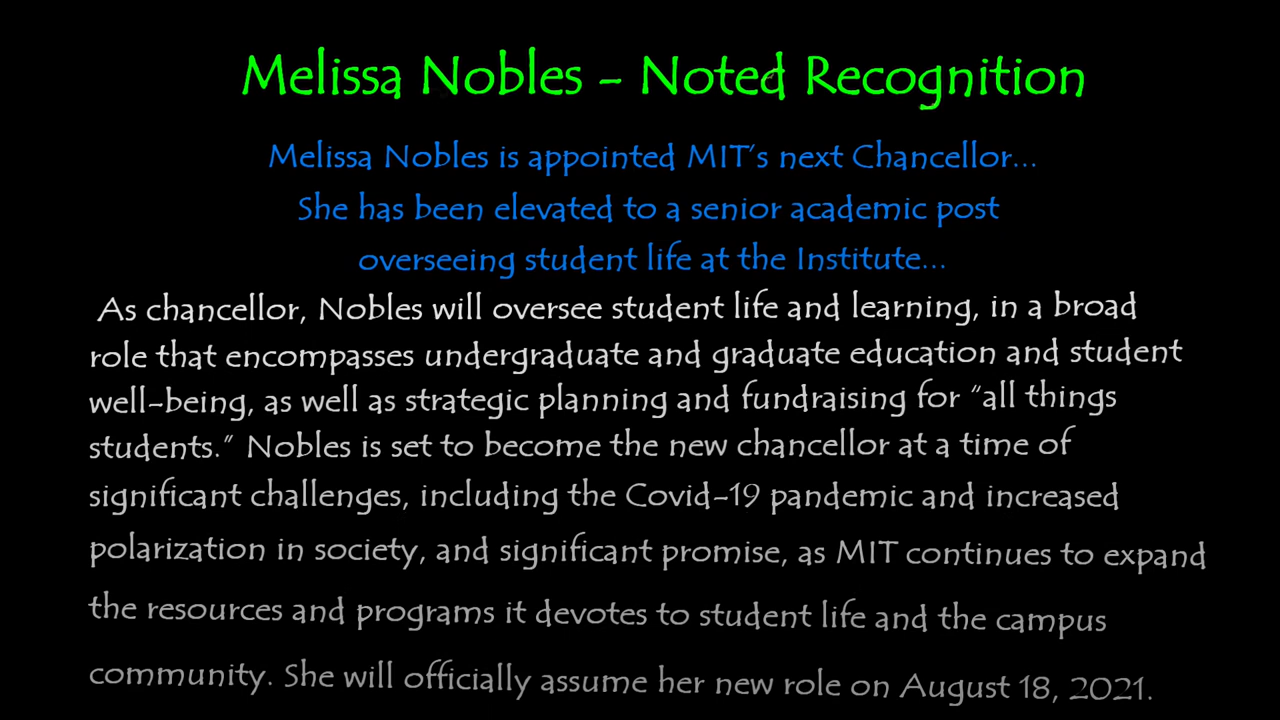 Melissa Nobles - Noted Recognition
Melissa Nobles is appointed MIT's next Chancellor...
She has been elevated to a senior academic post
overseeing student life at the Institute...
As chancellor, Nobles will oversee student life and learning, in a broad
role that encompasses undergraduate and graduate education and student
well-being, as well as strategic planning and fundraising for “all things
students.” Nobles is set to become the new chancellor at a time of
significant challenges, including the Covid-19 pandemic and increased
polarization in society, and significant promise, as MIT continues to expand
the resources and programs it devotes to student life and the campus
community. She will officially assume her new role on August 18, 2021.